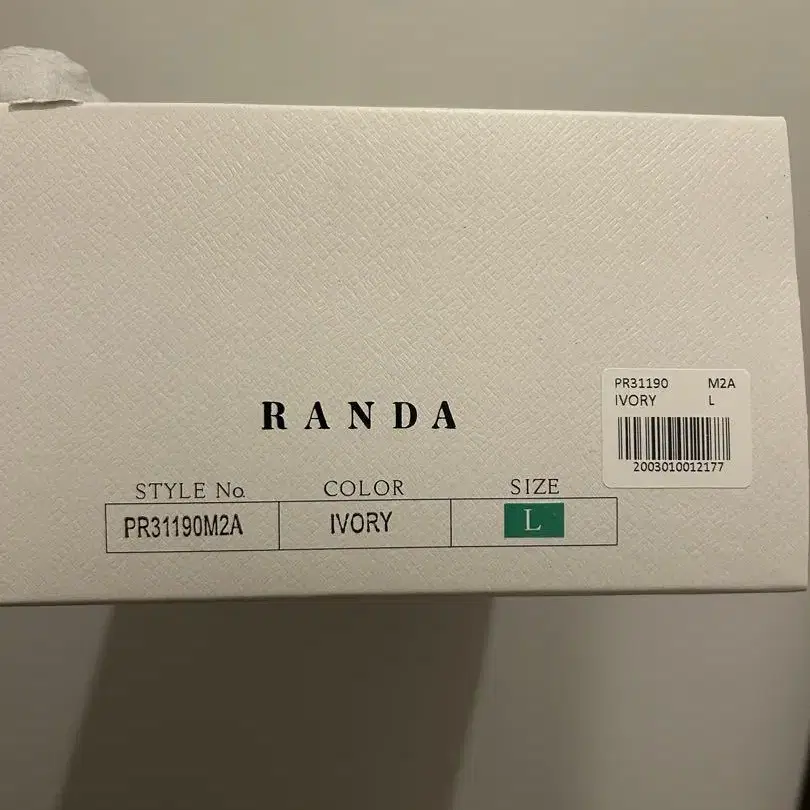 RANDA
STYLE No. COLOR SIZE
PR31190M2A IVORY L
PR31190 M2A
IVORY L
2003010012177